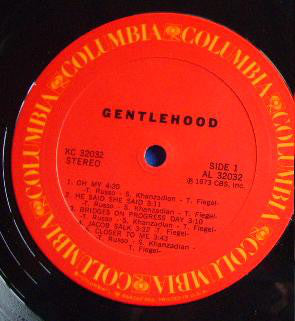 COLUMBIA COLUMBIA COLUMBIA COLUMBIA COLUMBIA COLUMBIA
GENTLEHOOD
KC 32032
STEREO
SIDE 1
AL 32032
℗ 1973 CBS, Inc.
1. OH MY 4:20
-T. Russo - S. Khanzadian - T. Fiegel-
2. HE SAID SHE SAID 3:11
-T. Russo - S. Khanzadian - T. Fiegel-
3. BRIDGES ON PROGRESS DAY 3:10
-T. Russo - S. Khanzadian - T. Fiegel-
4. JACOB SALK 3:22 -T. Fiegel-
5. CLOSER TO ME 3:43
-T. Russo - S. Khanzadian -
T. Fiegel-